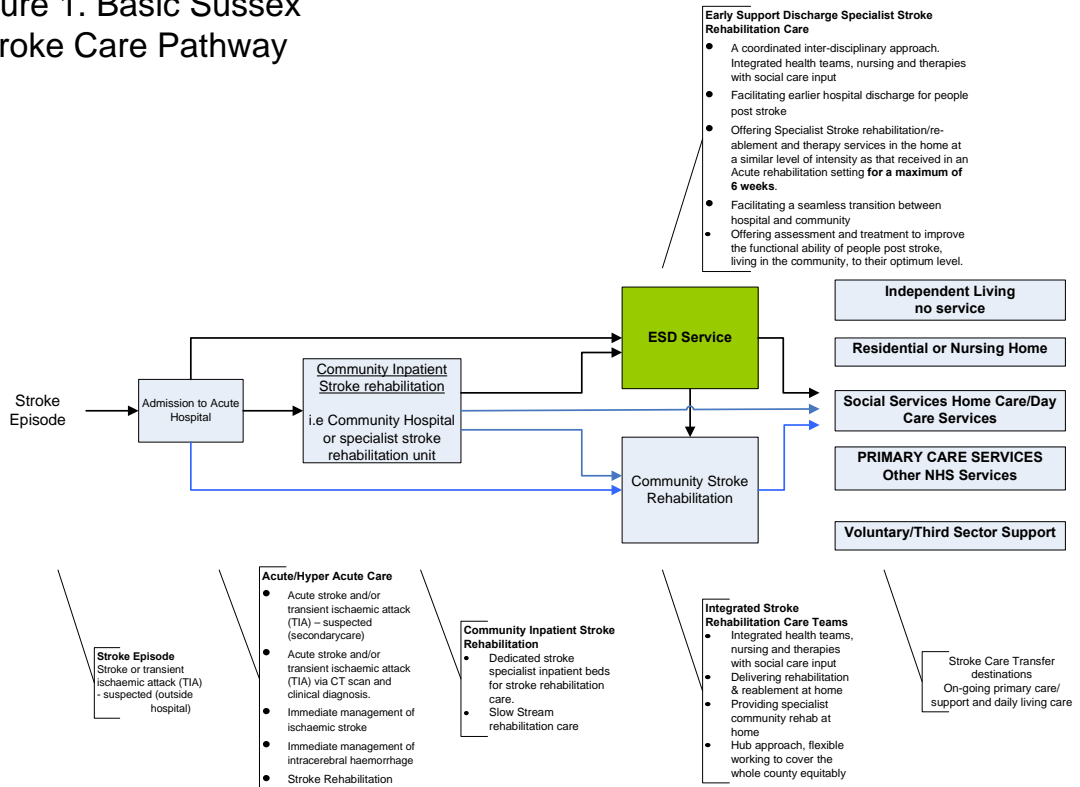 ure 1. Basic Sussex
roke Care Pathway
Early Support Discharge Specialist Stroke
Rehabilitation Care
• A coordinated inter-disciplinary approach.
Integrated health teams, nursing and therapies
with social care input
• Facilitating earlier hospital discharge for people
post stroke
• Offering Specialist Stroke rehabilitation/re-
ablement and therapy services in the home at
a similar level of intensity as that received in an
Acute rehabilitation setting for a maximum of
6 weeks.
• Facilitating a seamless transition between
hospital and community
• Offering assessment and treatment to improve
the functional ability of people post stroke,
living in the community, to their optimum level.
Stroke
Episode
Admission to Acute
Hospital
Community Inpatient
Stroke rehabilitation
i.e Community Hospital
or specialist stroke
rehabilitation unit
ESD Service
Community Stroke
Rehabilitation
Independent Living
no service
Residential or Nursing Home
Social Services Home Care/Day
Care Services
PRIMARY CARE SERVICES
Other NHS Services
Voluntary/Third Sector Support
Stroke Episode
Stroke or transient
ischaemic attack (TIA)
- suspected (outside
hospital)
Acute/Hyper Acute Care
• Acute stroke and/or
transient ischaemic attack
(TIA) – suspected
(secondarycare)
• Acute stroke and/or
transient ischaemic attack
(TIA) via CT scan and
clinical diagnosis.
• Immediate management of
ischaemic stroke
• Immediate management of
intracerebral haemorrhage
• Stroke Rehabilitation
Community Inpatient Stroke
Rehabilitation
• Dedicated stroke
specialist inpatient beds
for stroke rehabilitation
care.
• Slow Stream
rehabilitation care
Integrated Stroke
Rehabilitation Care Teams
• Integrated health teams,
nursing and therapies
with social care input
• Delivering rehabilitation
& reablement at home
• Providing specialist
community rehab at
home
• Hub approach, flexible
working to cover the
whole county equitably
Stroke Care Transfer
destinations
On-going primary care/
support and daily living care